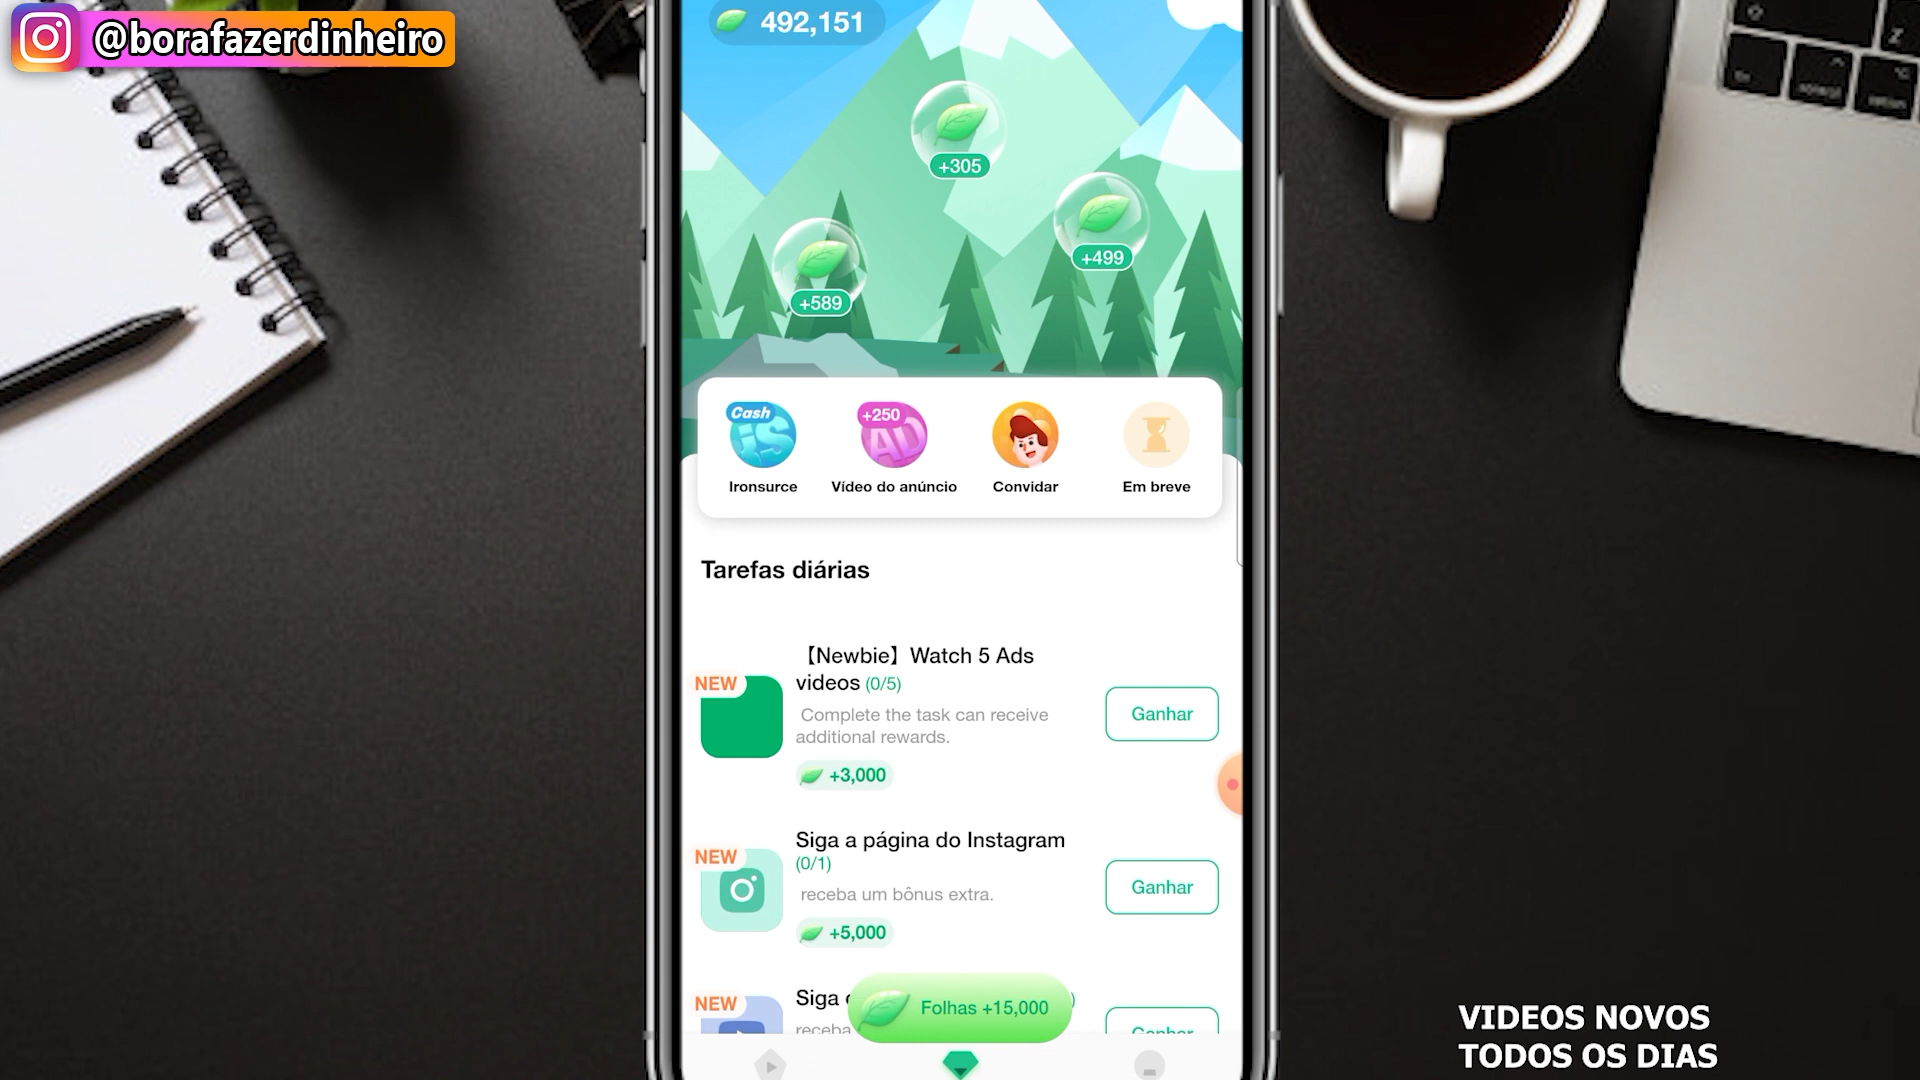 @borafazerdinheiro
492,151
+305
+499
+589
Cash
iS
+250
AD
Ironsurce
Vídeo do anúncio
Convidar
Em breve
Tarefas diárias
NEW
【Newbie】Watch 5 Ads
videos (0/5)
Complete the task can receive
additional rewards.
+3,000
Ganhar
NEW
Siga a página do Instagram
(0/1)
receba um bônus extra.
+5,000
Ganhar
NEW
Siga
receba
Folhas +15,000
Ganhar
VIDEOS NOVOS
TODOS OS DIAS